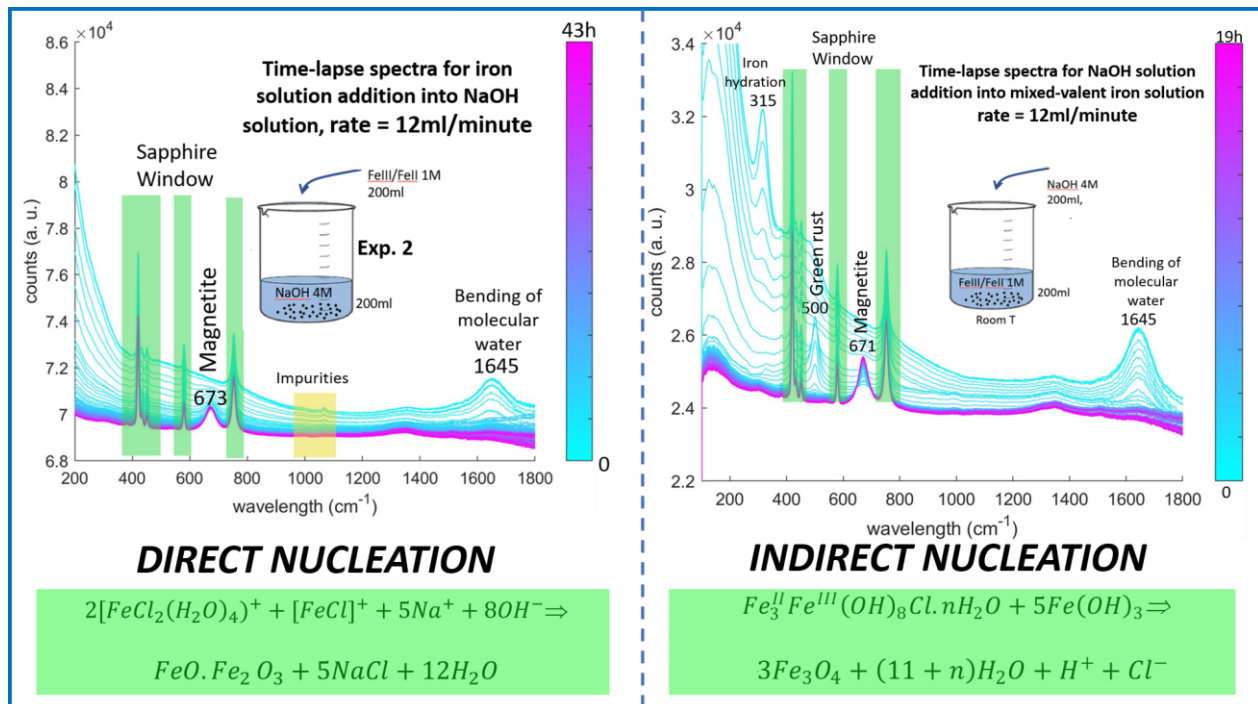 ×10⁴
43h
8.6
8.4
8.2
8
7.8
7.6
7.4
7.2
7
6.8
counts (a. u.)
Time-lapse spectra for iron
solution addition into NaOH
solution, rate = 12ml/minute
Sapphire
Window
FeIII/FeII 1M
200ml
Exp. 2
NaOH 4M
200ml
Magnetite
673
Impurities
Bending of
molecular
water
1645
0
200 400 600 800 1000 1200 1400 1600 1800
wavelength (cm⁻¹)
DIRECT NUCLEATION
2[FeCl₂(H₂O)₄)⁺ + [FeCl]⁺ + 5Na⁺ + 8OH⁻ ⇒
FeO.Fe₂O₃ + 5NaCl + 12H₂O
×10⁴
19h
3.4
3.2
3
2.8
2.6
2.4
2.2
counts (a. u.)
Sapphire
Window
Iron
hydration
315
Time-lapse spectra for NaOH solution
addition into mixed-valent iron solution
rate = 12ml/minute
NaOH 4M
200ml,
FeIII/FeII 1M
200ml
Room T
Green rust
500
Magnetite
671
Bending of
molecular
water
1645
0
200 400 600 800 1000 1200 1400 1600 1800
wavelength (cm⁻¹)
INDIRECT NUCLEATION
Fe₃ᴵᴵFeᴵᴵᴵ(OH)₈Cl.nH₂O + 5Fe(OH)₃ ⇒
3Fe₃O₄ + (11 + n)H₂O + H⁺ + Cl⁻